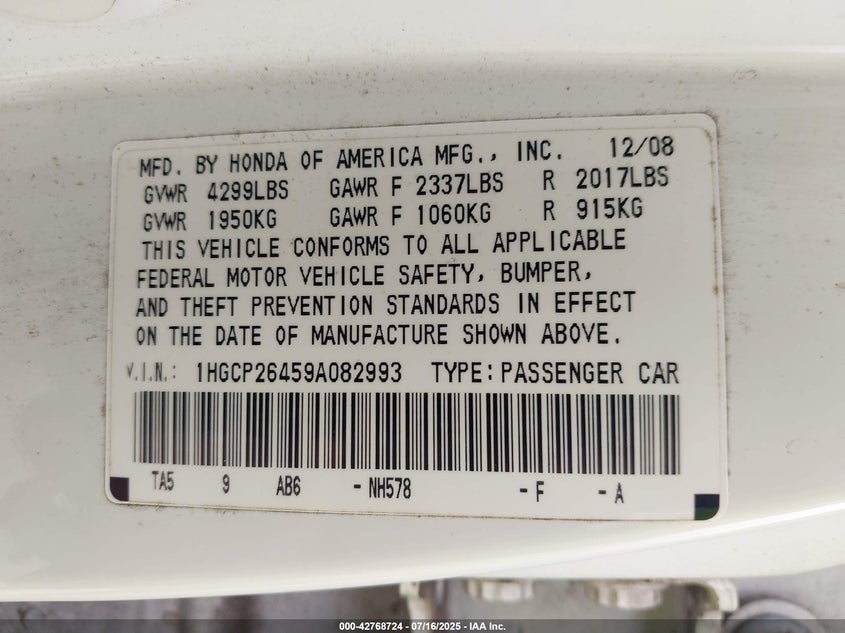 MFD. BY HONDA OF AMERICA MFG., INC. 12/08
GVWR 4299LBS GAWR F 2337LBS R 2017LBS
GVWR 1950KG GAWR F 1060KG R 915KG
THIS VEHICLE CONFORMS TO ALL APPLICABLE
FEDERAL MOTOR VEHICLE SAFETY, BUMPER,
AND THEFT PREVENTION STANDARDS IN EFFECT
ON THE DATE OF MANUFACTURE SHOWN ABOVE.
V.I.N.: 1HGCP26459A082993 TYPE: PASSENGER CAR
TA5 9 AB6 - NH578 - F - A
000-42768724 - 07/16/2025 - IAA Inc.